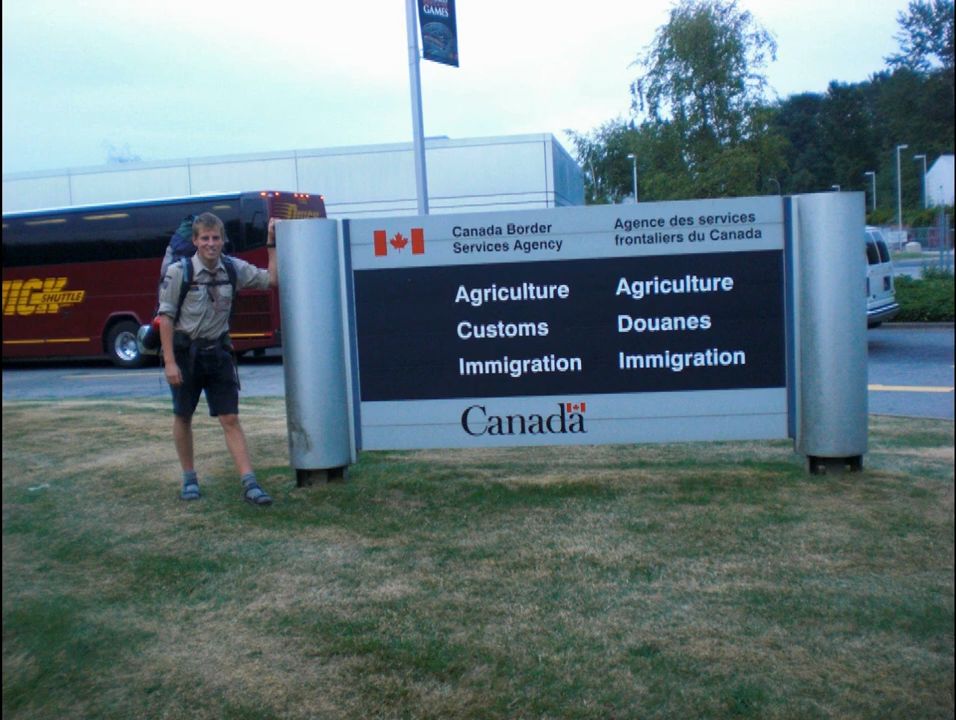 GAMES
Canada Border
Services Agency
Agence des services
frontaliers du Canada
Agriculture
Customs
Immigration
Agriculture
Douanes
Immigration
Canada
SHUTTLE